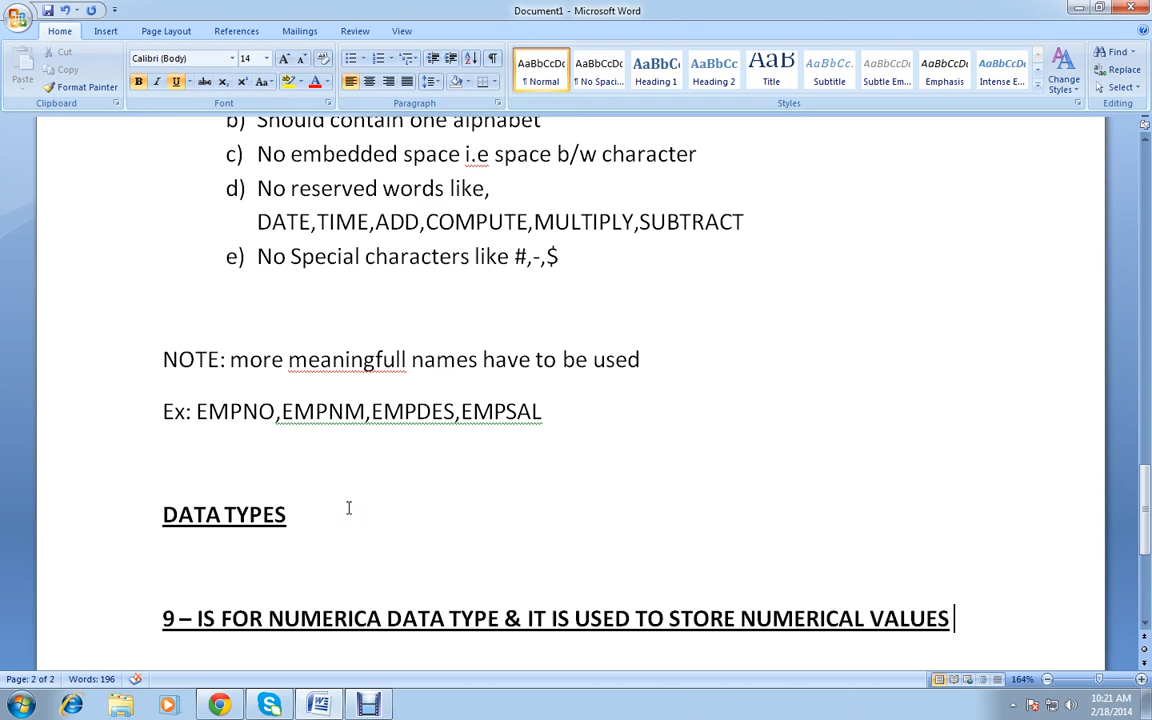 Document1 - Microsoft Word
Home Insert Page Layout References Mailings Review View
Cut
Copy
Format Painter
Paste
Clipboard
Calibri (Body) 14
B I U abc X₂ X² Aa
Font
Paragraph
AaBbCcDc AaBbCcDc AaBbC AaBbCc AaB AaBbCc. AaBbCcDc AaBbCcDc AaBbCcDc
¶ Normal ¶ No Spaci... Heading 1 Heading 2 Title Subtitle Subtle Em... Emphasis Intense E...
Change Styles
Styles
Find
Replace
Select
Editing
b) Should contain one alphabet
c) No embedded space i.e space b/w character
d) No reserved words like,
DATE,TIME,ADD,COMPUTE,MULTIPLY,SUBTRACT
e) No Special characters like #,-,$
NOTE: more meaningfull names have to be used
Ex: EMPNO,EMPNM,EMPDES,EMPSAL
DATA TYPES
9 – IS FOR NUMERICA DATA TYPE & IT IS USED TO STORE NUMERICAL VALUES
Page: 2 of 2 Words: 196 164%
10:21 AM
2/18/2014